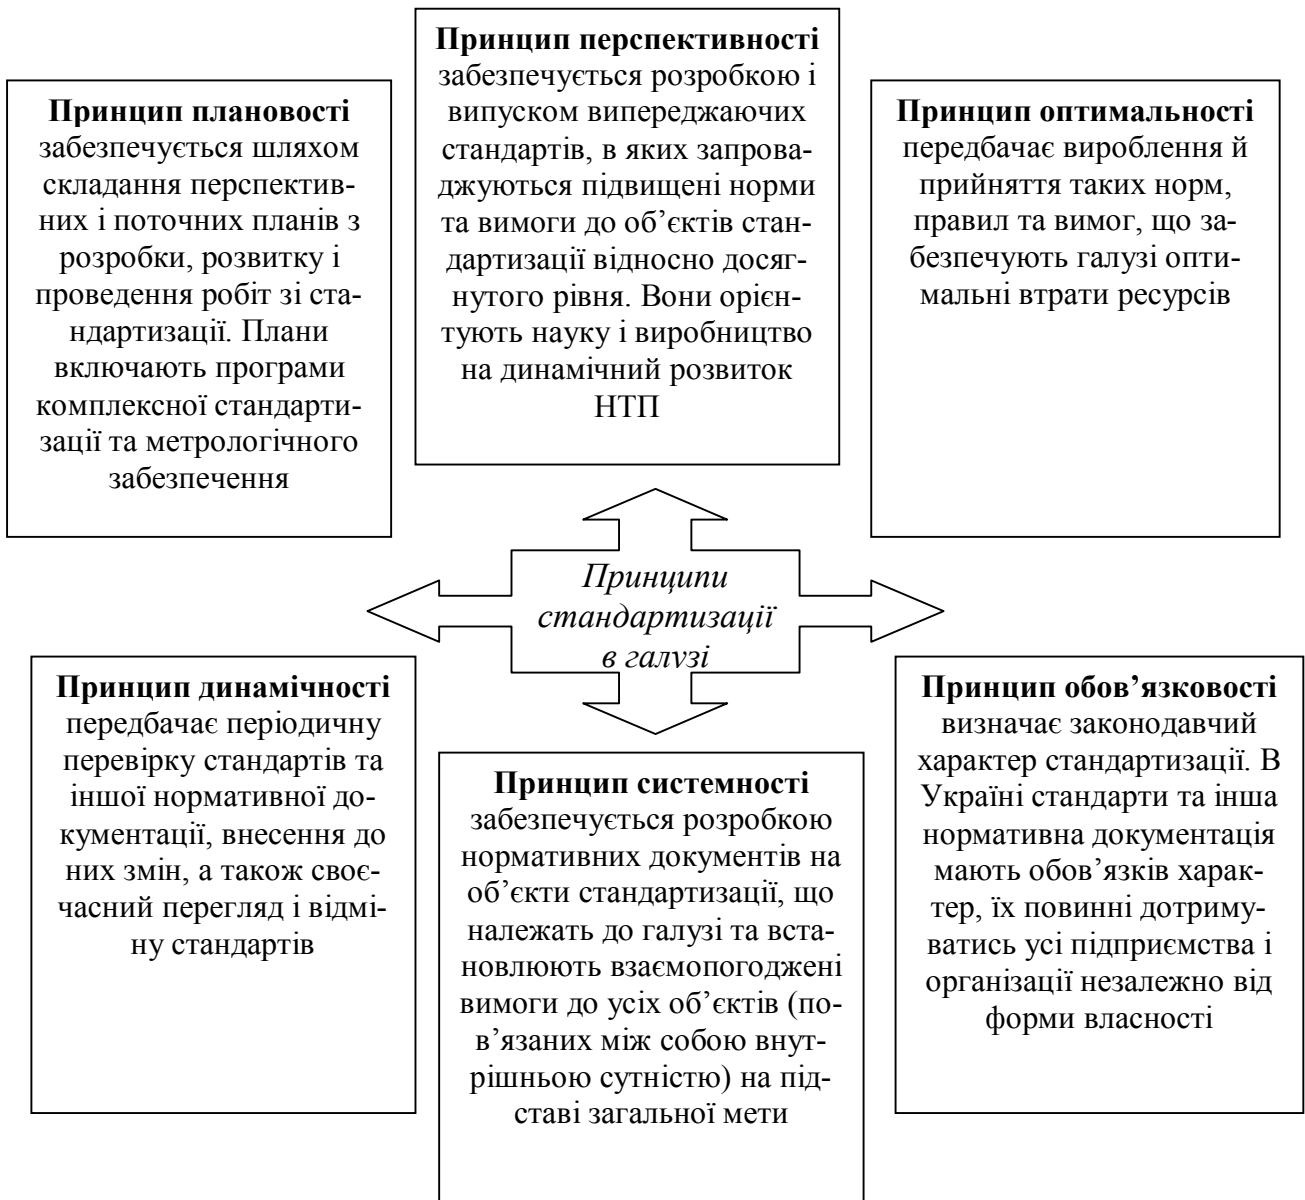 Принцип плановості
забезпечується шляхом
складання перспектив-
них і поточних планів з
розробки, розвитку і
проведення робіт зі ста-
ндартизації. Плани
включають програми
комплексної стандарти-
зації та метрологічного
забезпечення
Принцип перспективності
забезпечується розробкою і
випуском випереджаючих
стандартів, в яких запрова-
джуються підвищені норми
та вимоги до об’єктів стан-
дартизації відносно досяг-
нутого рівня. Вони орієн-
тують науку і виробництво
на динамічний розвиток
НТП
Принцип оптимальності
передбачає вироблення й
прийняття таких норм,
правил та вимог, що за-
безпечують галузі опти-
мальні втрати ресурсів
Принципи
стандартизації
в галузі
Принцип динамічності
передбачає періодичну
перевірку стандартів та
іншої нормативної до-
кументації, внесення до
них змін, а також своє-
часний перегляд і відмі-
ну стандартів
Принцип системності
забезпечується розробкою
нормативних документів на
об’єкти стандартизації, що
належать до галузі та вста-
новлюють взаємопогоджені
вимоги до усіх об’єктів (по-
в’язаних між собою внут-
рішньою сутністю) на під-
ставі загальної мети
Принцип обов’язковості
визначає законодавчий
характер стандартизації. В
Україні стандарти та інша
нормативна документація
мають обов’язків харак-
тер, їх повинні дотриму-
ватись усі підприємства і
організації незалежно від
форми власності